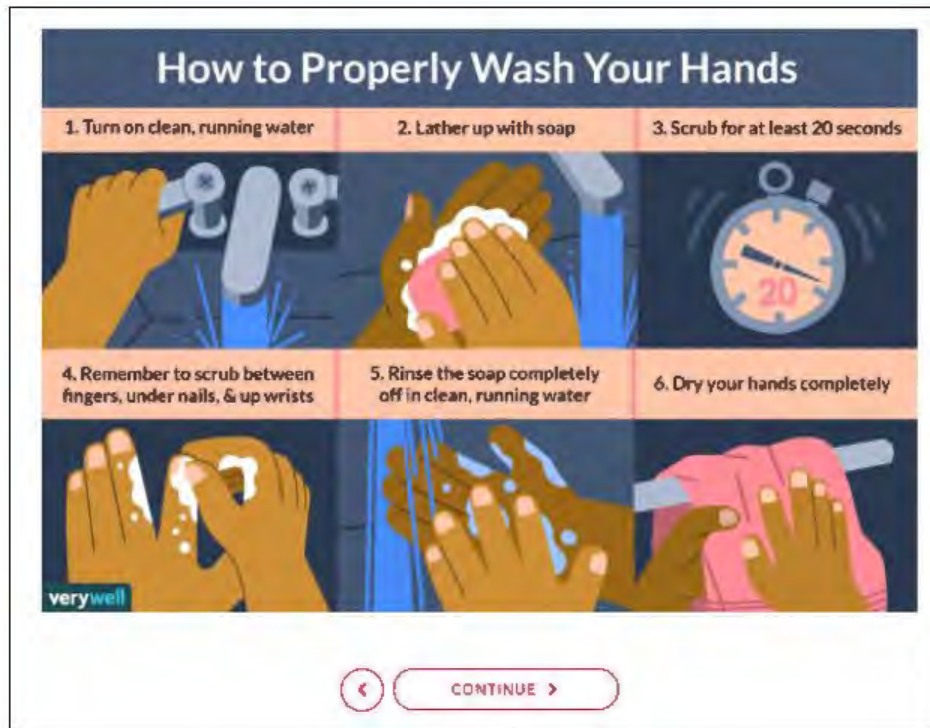 How to Properly Wash Your Hands
1. Turn on clean, running water
2. Lather up with soap
3. Scrub for at least 20 seconds
20
4. Remember to scrub between
fingers, under nails, & up wrists
5. Rinse the soap completely
off in clean, running water
6. Dry your hands completely
verywell
< CONTINUE >